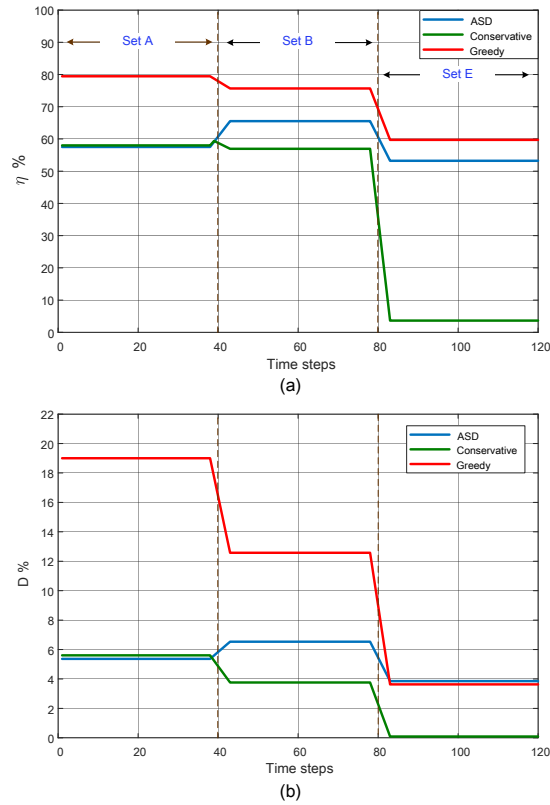 100
90
80
70
60
50
40
30
20
10
0
η %
Set A
Set B
Set E
ASD
Conservative
Greedy
0
20
40
60
80
100
120
Time steps
(a)
22
20
18
16
14
12
10
8
6
4
2
0
D %
ASD
Conservative
Greedy
0
20
40
60
80
100
120
Time steps
(b)